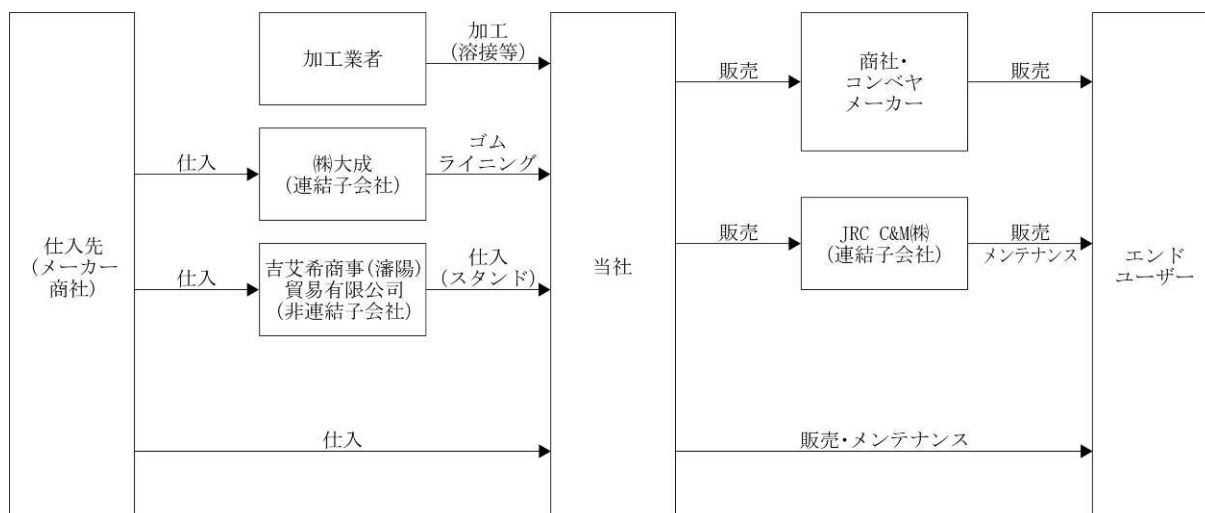 仕入先
(メーカー
商社)
仕入
仕入
仕入
加工業者
㈱大成
(連結子会社)
吉艾希商事(瀋陽)
貿易有限公司
(非連結子会社)
加工
(溶接等)
ゴム
ライニング
仕入
(スタンド)
当社
販売
販売
販売・メンテナンス
商社・
コンベヤ
メーカー
JRC C&M㈱
(連結子会社)
販売
販売
メンテナンス
エンド
ユーザー